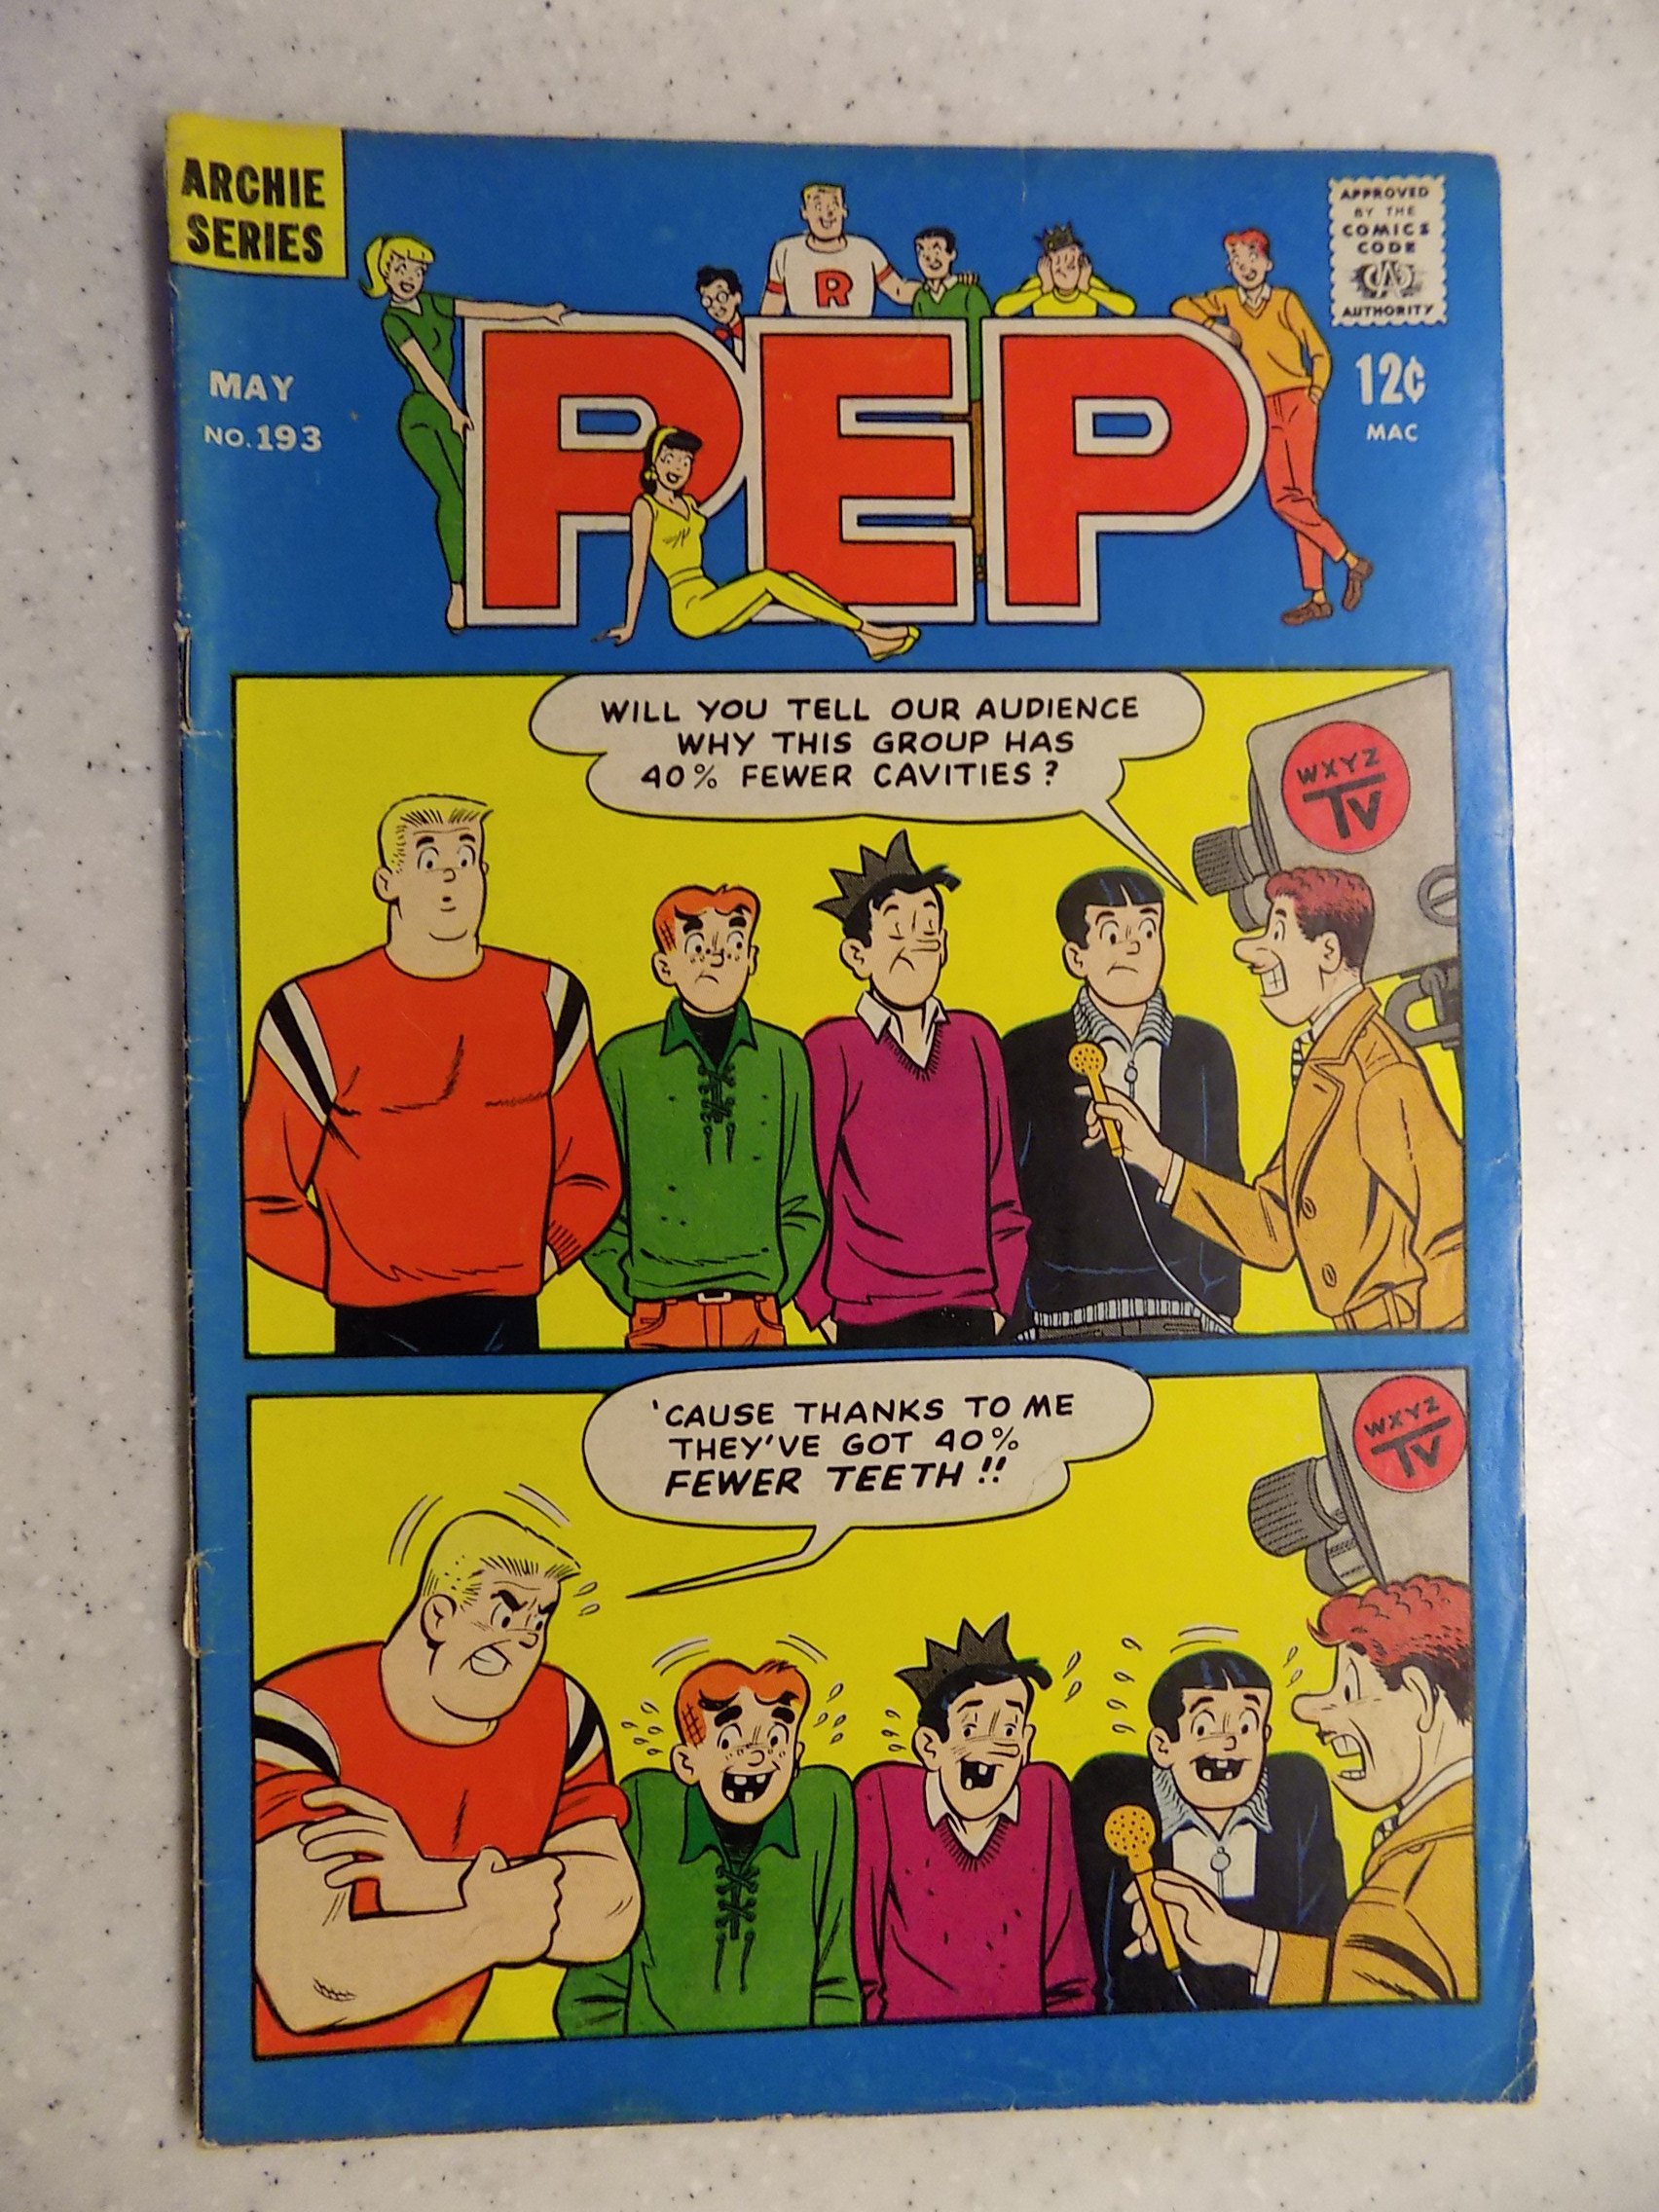 ARCHIE
SERIES
MAY
NO.193
R
PEP
APPROVED
BY THE
COMICS
CODE
CA
AUTHORITY
12¢
MAC
WILL YOU TELL OUR AUDIENCE
WHY THIS GROUP HAS
40% FEWER CAVITIES?
WXYZ
TV
'CAUSE THANKS TO ME
THEY'VE GOT 40%
FEWER TEETH!!
WXYZ
TV